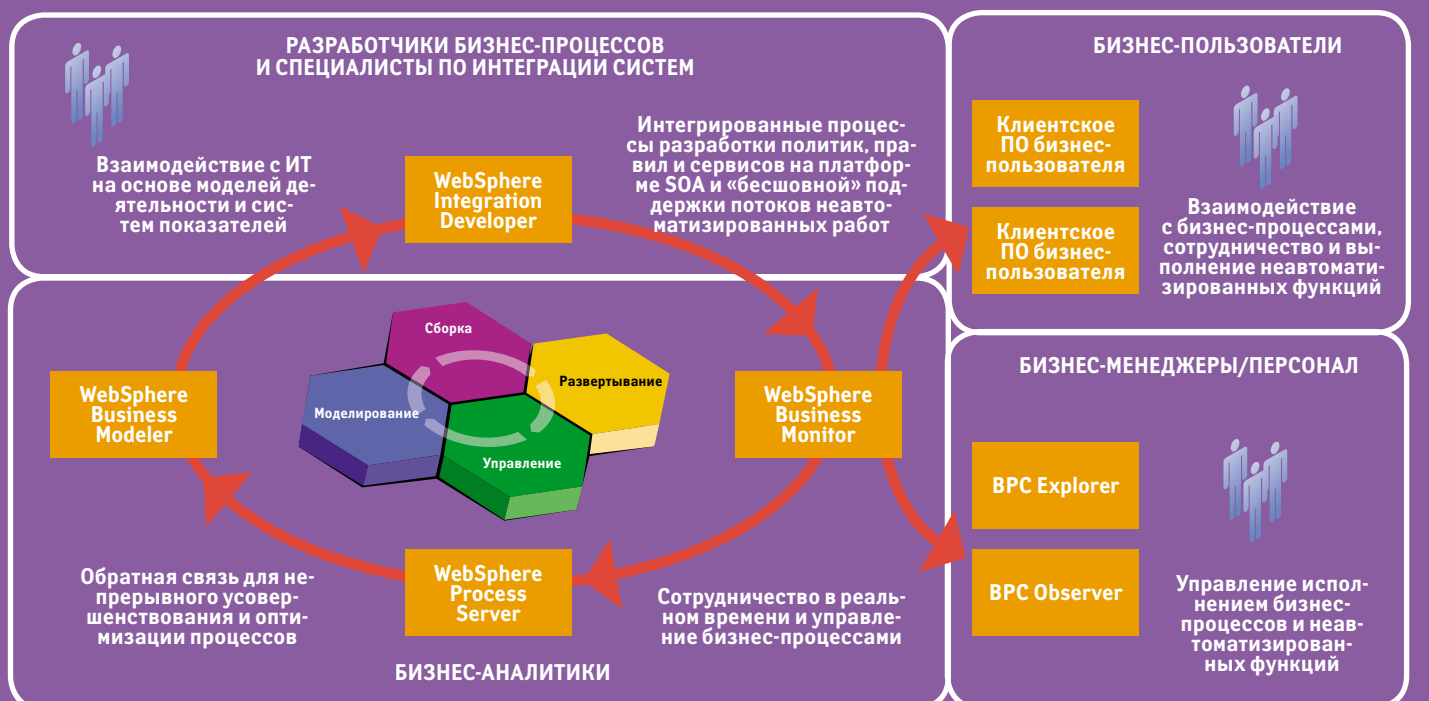 РАЗРАБОТЧИКИ БИЗНЕС-ПРОЦЕССОВ
И СПЕЦИАЛИСТЫ ПО ИНТЕГРАЦИИ СИСТЕМ
Взаимодействие с ИТ
на основе моделей де-
ятельности и сис-
тем показателей
WebSphere
Integration
Developer
Интегрированные процес-
сы разработки политик, пра-
вил и сервисов на платфор-
ме SOA и «бесшовной» под-
держки потоков неавто-
матизированных работ
БИЗНЕС-ПОЛЬЗОВАТЕЛИ
Клиентское
ПО бизнес-
пользователя
Клиентское
ПО бизнес-
пользователя
Взаимодействие
с бизнес-процессами,
сотрудничество и вы-
полнение неавтомати-
зированных функций
WebSphere
Business
Modeler
Сборка
Развертывание
Моделирование
Управление
WebSphere
Business
Monitor
Обратная связь для не-
прерывного усовер-
шенствования и опти-
мизации процессов
WebSphere
Process
Server
Сотрудничество в реаль-
ном времени и управле-
ние бизнес-процессами
БИЗНЕС-АНАЛИТИКИ
БИЗНЕС-МЕНЕДЖЕРЫ/ПЕРСОНАЛ
BPC Explorer
BPC Observer
Управление испол-
нением бизнес-
процессов и неав-
томатизирован-
ных функций